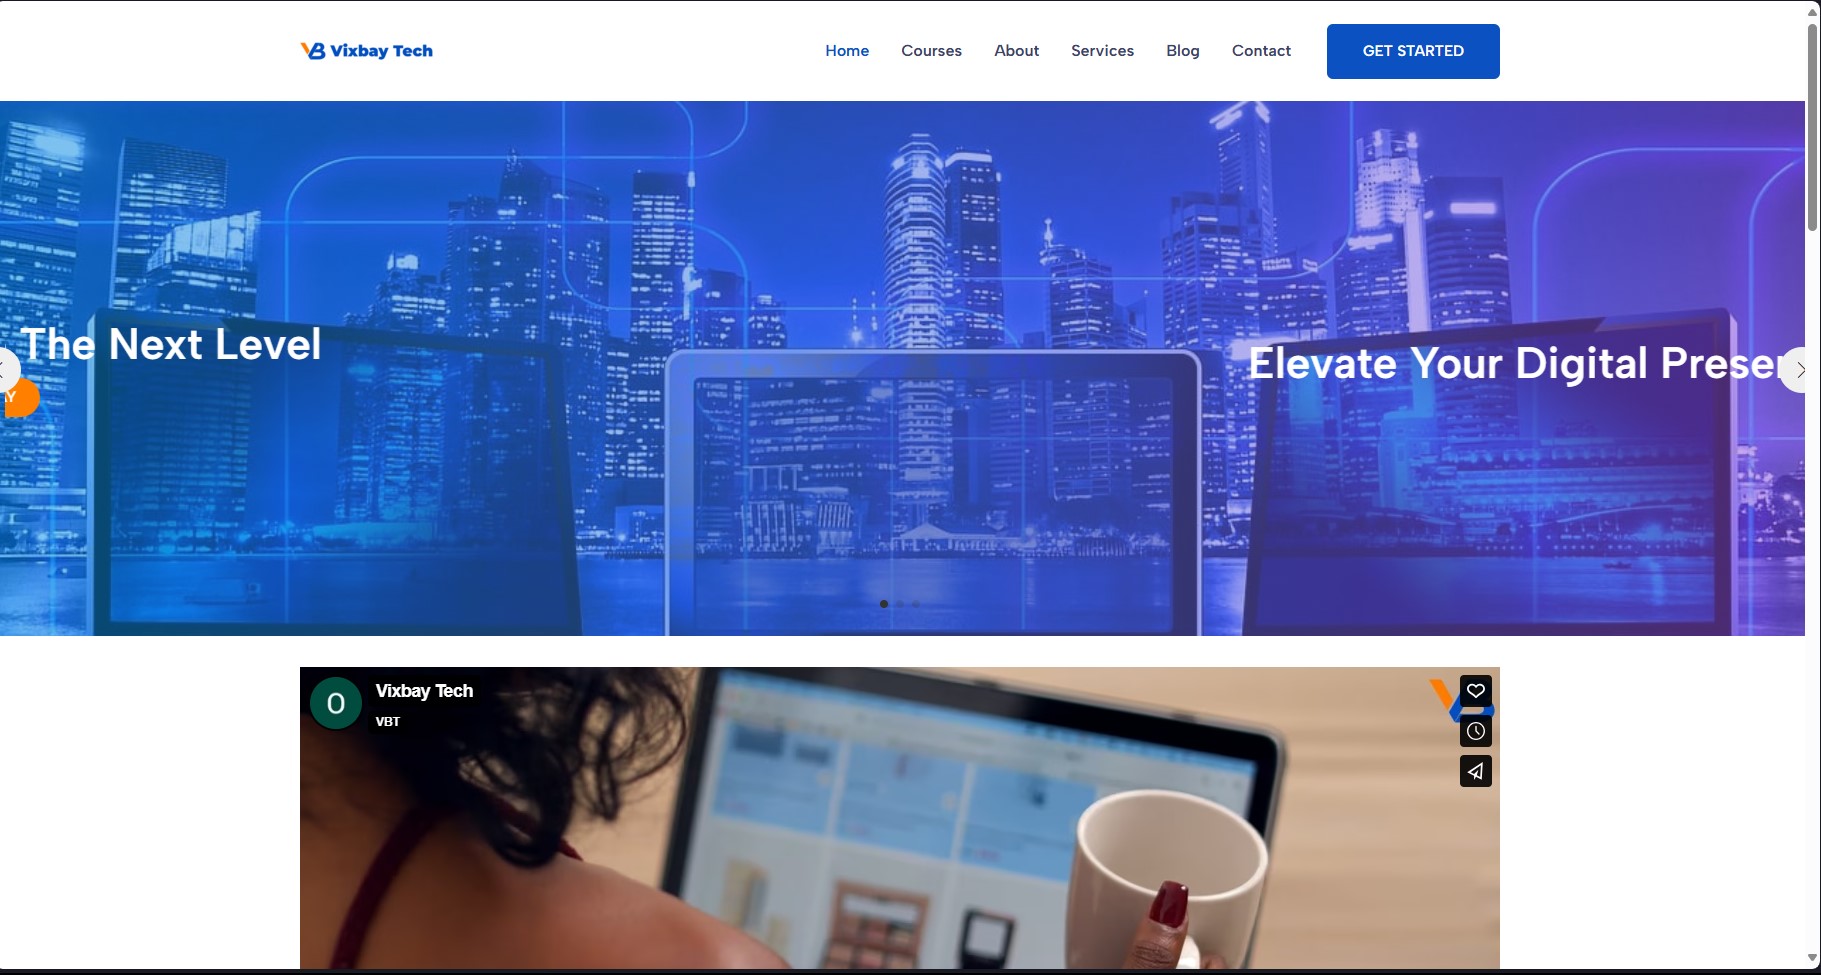 Vixbay Tech
Home Courses About Services Blog Contact GET STARTED
The Next Level
Elevate Your Digital Prese
Y
O
Vixbay Tech
VBT